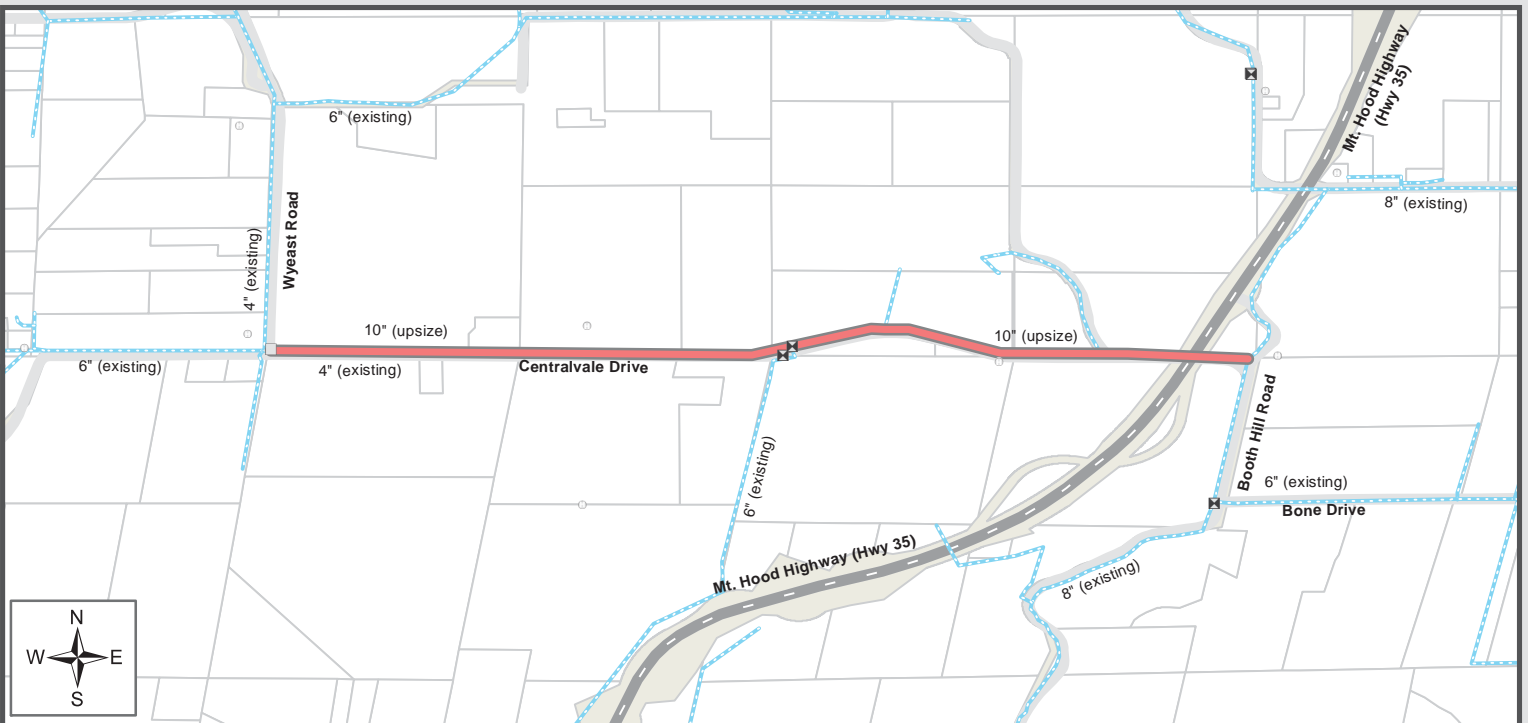 Mt. Hood Highway
(Hwy 35)
6" (existing)
8" (existing)
Wyeast Road
4" (existing)
10" (upsize)
10" (upsize)
6" (existing)
4" (existing)
Centralvale Drive
Booth Hill Road
6" (existing)
6" (existing)
Bone Drive
Mt. Hood Highway (Hwy 35)
8" (existing)
N
W E
S